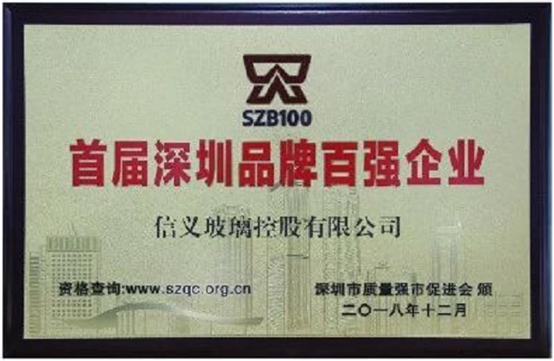 SZB100
首届深圳品牌百强企业
信义玻璃控股有限公司
资格查询:www.szqc.org.cn
深圳市质量强市促进会 颁
二〇一八年十二月